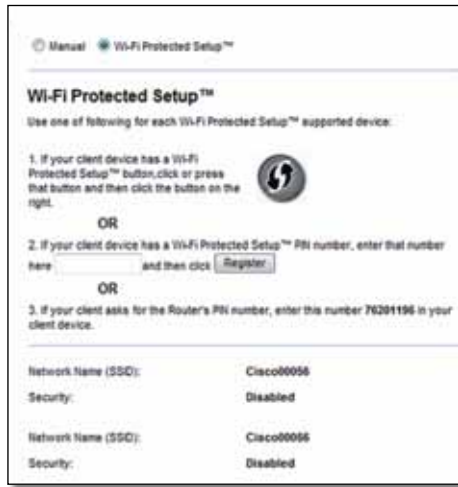 Manual Wi-Fi Protected Setup™
Wi-Fi Protected Setup™
Use one of following for each Wi-Fi Protected Setup™ supported device:
1. If your client device has a Wi-Fi
Protected Setup™ button,click or press
that button and then click the button on the
right.
OR
2. If your client device has a Wi-Fi Protected Setup™ PIN number, enter that number
here and then click Register
OR
3. If your client asks for the Router's PIN number, enter this number 76201196 in your
client device.
Network Name (SSID): Cisco00056
Security: Disabled
Network Name (SSID): Cisco00056
Security: Disabled